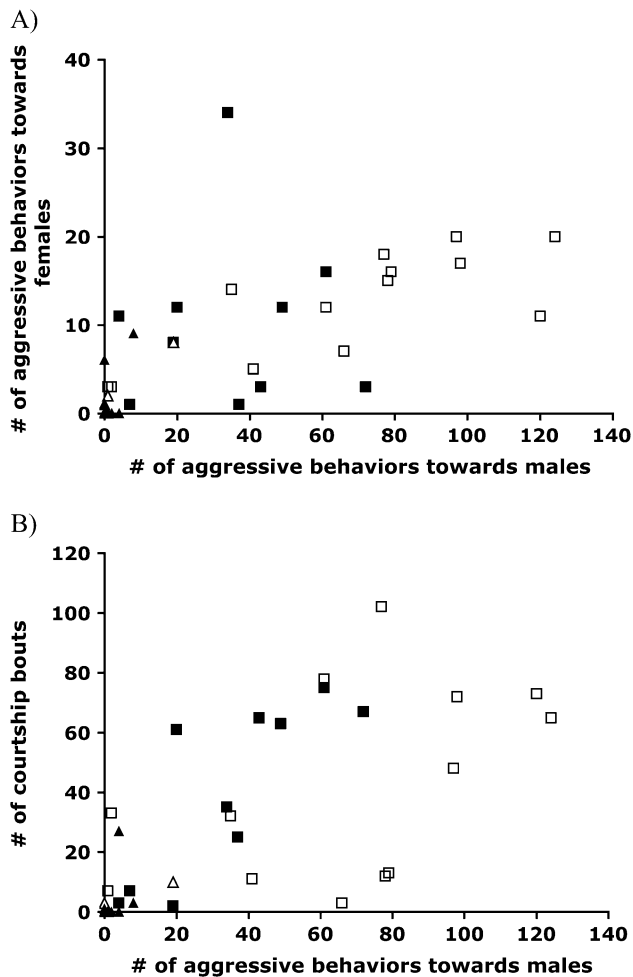 A)
# of aggressive behaviors towards
females
40
30
20
10
0
0 20 40 60 80 100 120 140
# of aggressive behaviors towards males
B)
# of courtship bouts
120
100
80
60
40
20
0
0 20 40 60 80 100 120 140
# of aggressive behaviors towards males